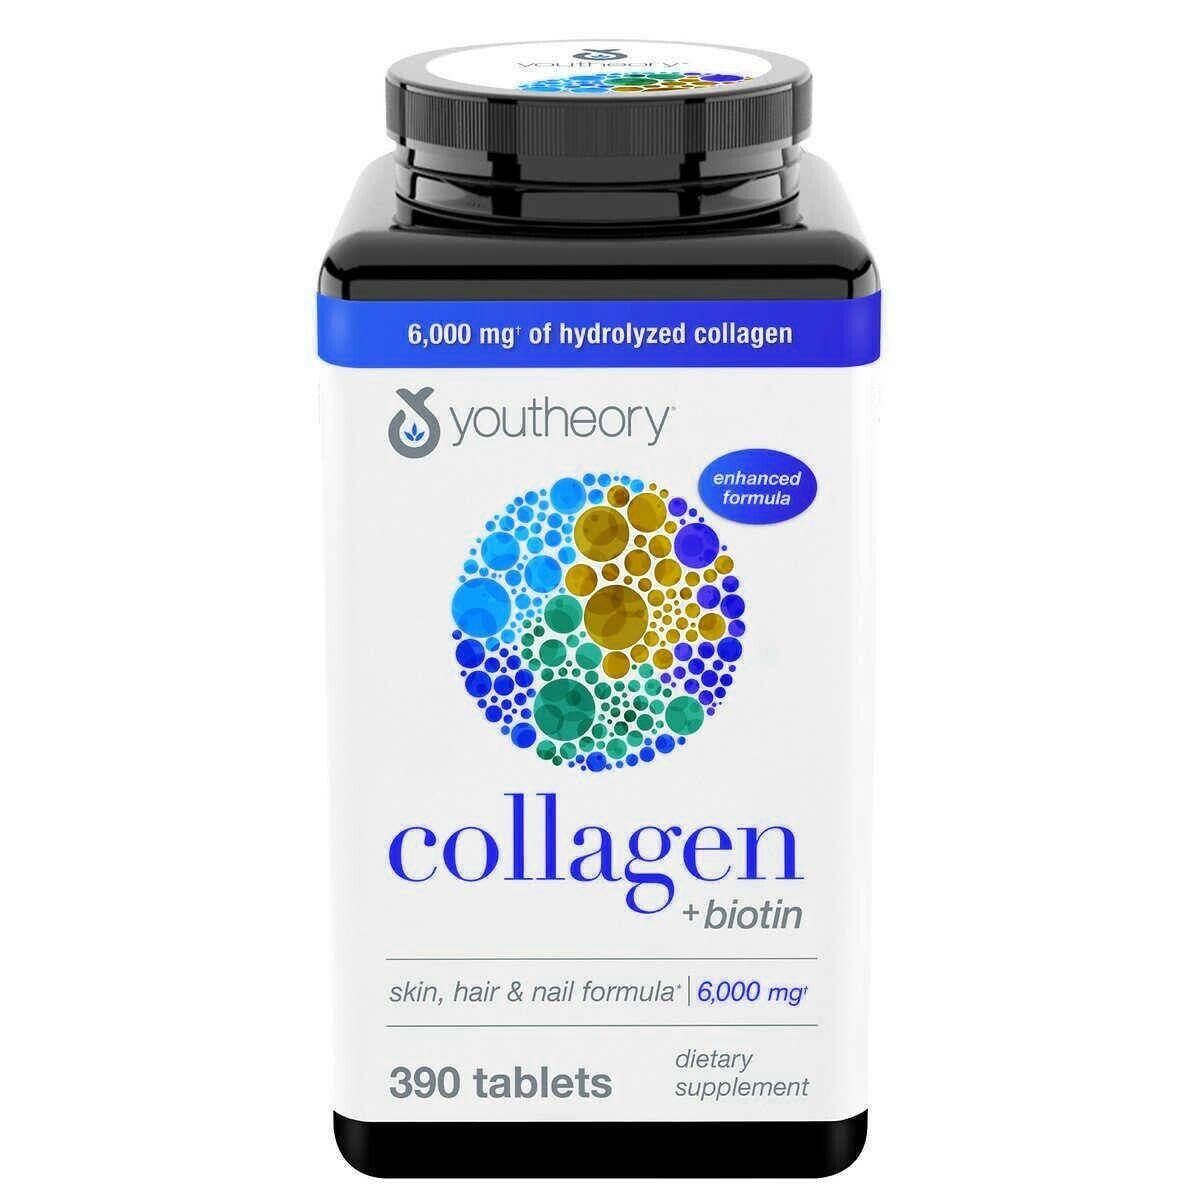 youtheory®
6,000 mg† of hydrolyzed collagen
youtheory®
enhanced
formula
collagen
+ biotin
skin, hair & nail formula* | 6,000 mg†
390 tablets
dietary
supplement